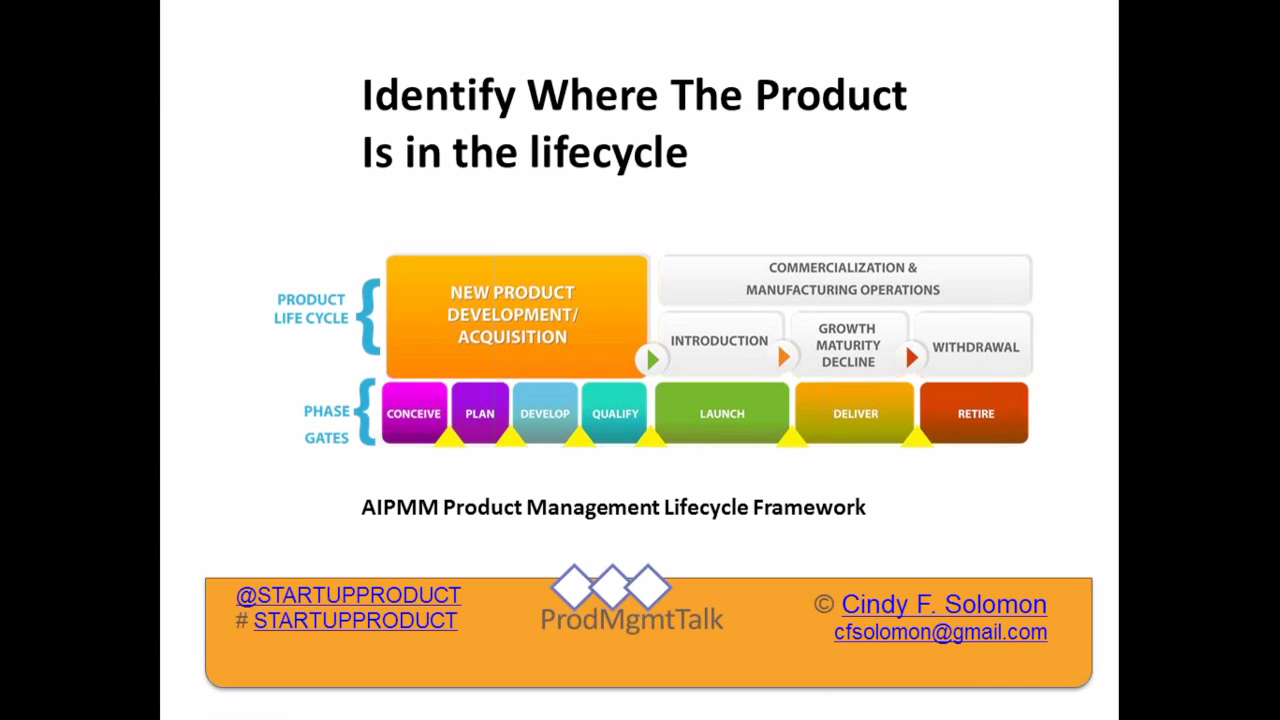 Identify Where The Product
Is in the lifecycle
PRODUCT
LIFE CYCLE
NEW PRODUCT
DEVELOPMENT/
ACQUISITION
COMMERCIALIZATION &
MANUFACTURING OPERATIONS
INTRODUCTION
GROWTH
MATURITY
DECLINE
WITHDRAWAL
PHASE
GATES
CONCEIVE
PLAN
DEVELOP
QUALIFY
LAUNCH
DELIVER
RETIRE
AIPMM Product Management Lifecycle Framework
@STARTUPPRODUCT
# STARTUPPRODUCT
ProdMgmtTalk
© Cindy F. Solomon
cfsolomon@gmail.com